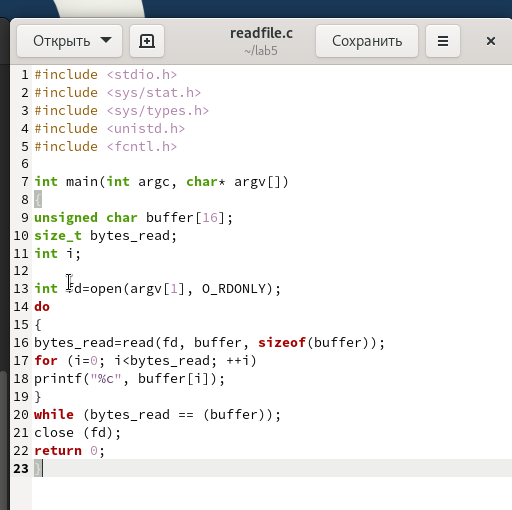 Открыть
readfile.c
~/lab5
Сохранить
1 #include <stdio.h>
2 #include <sys/stat.h>
3 #include <sys/types.h>
4 #include <unistd.h>
5 #include <fcntl.h>
6
7 int main(int argc, char* argv[])
8 {
9 unsigned char buffer[16];
10 size_t bytes_read;
11 int i;
12
13 int fd=open(argv[1], O_RDONLY);
14 do
15 {
16 bytes_read=read(fd, buffer, sizeof(buffer));
17 for (i=0; i<bytes_read; ++i)
18 printf("%c", buffer[i]);
19 }
20 while (bytes_read == (buffer));
21 close (fd);
22 return 0;
23 }